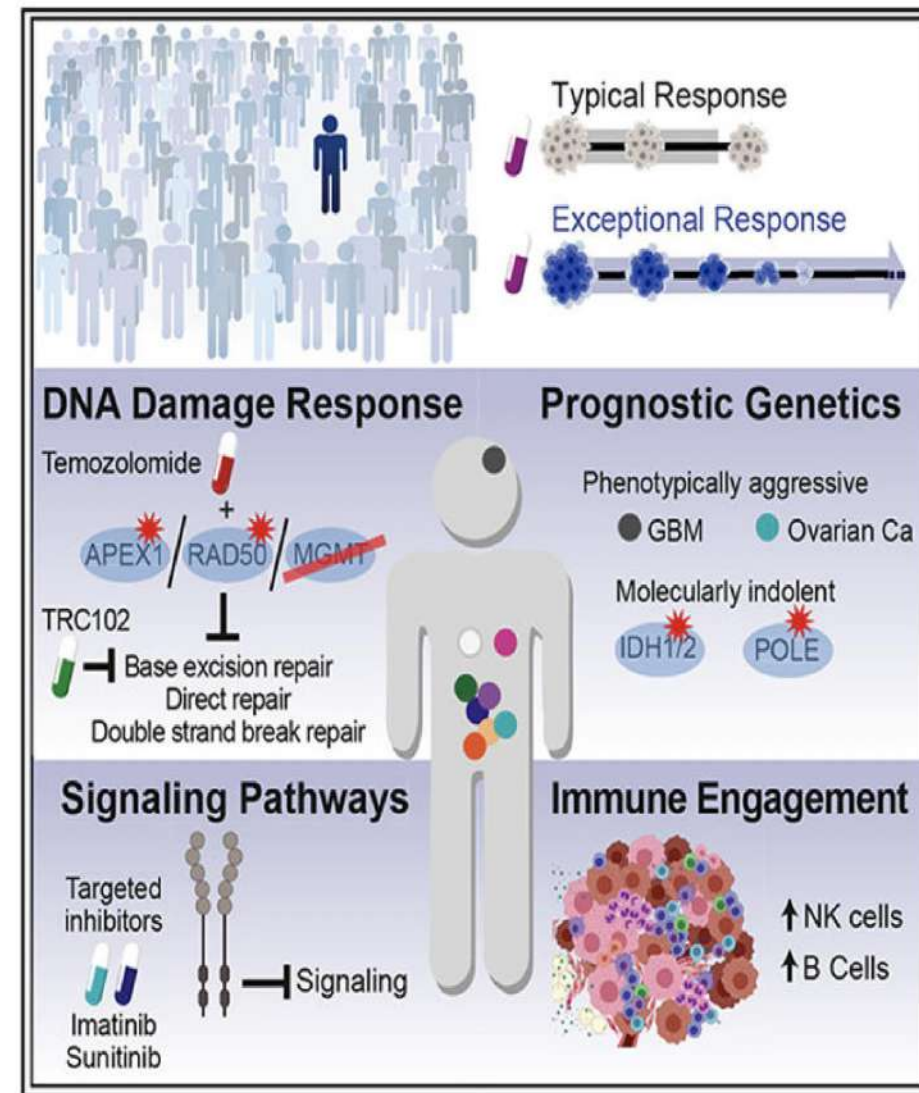 Typical Response
Exceptional Response
DNA Damage Response
Temozolomide
+
APEX1 / RAD50 / MGMT
TRC102
Base excision repair
Direct repair
Double strand break repair
Prognostic Genetics
Phenotypically aggressive
GBM Ovarian Ca
Molecularly indolent
IDH1/2 POLE
Signaling Pathways
Targeted
inhibitors
Imatinib
Sunitinib
Signaling
Immune Engagement
NK cells
B Cells